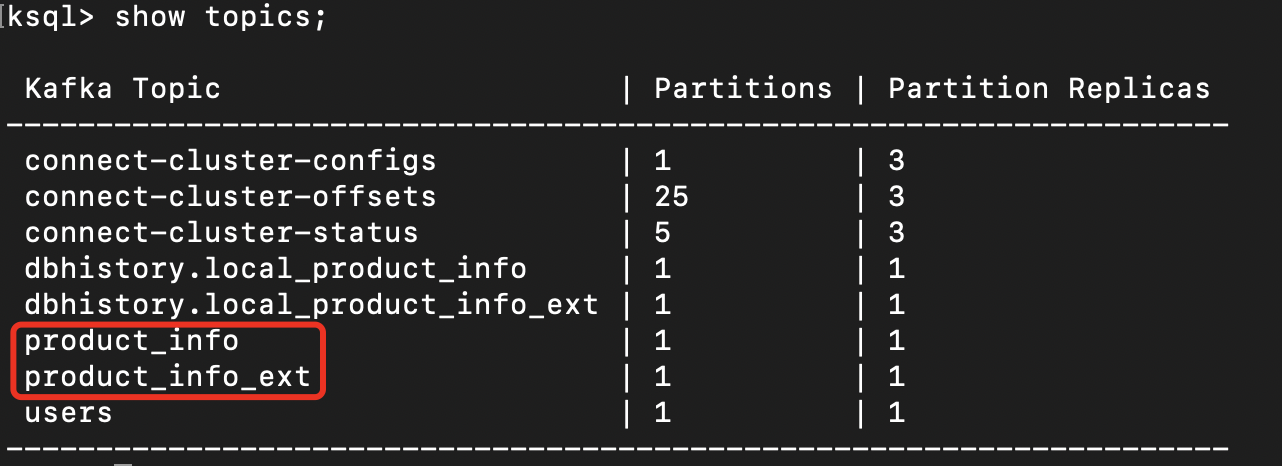 ksql> show topics;
Kafka Topic | Partitions | Partition Replicas
--------------------------------------------------------------------
connect-cluster-configs | 1 | 3
connect-cluster-offsets | 25 | 3
connect-cluster-status | 5 | 3
dbhistory.local_product_info | 1 | 1
dbhistory.local_product_info_ext | 1 | 1
product_info | 1 | 1
product_info_ext | 1 | 1
users | 1 | 1
--------------------------------------------------------------------